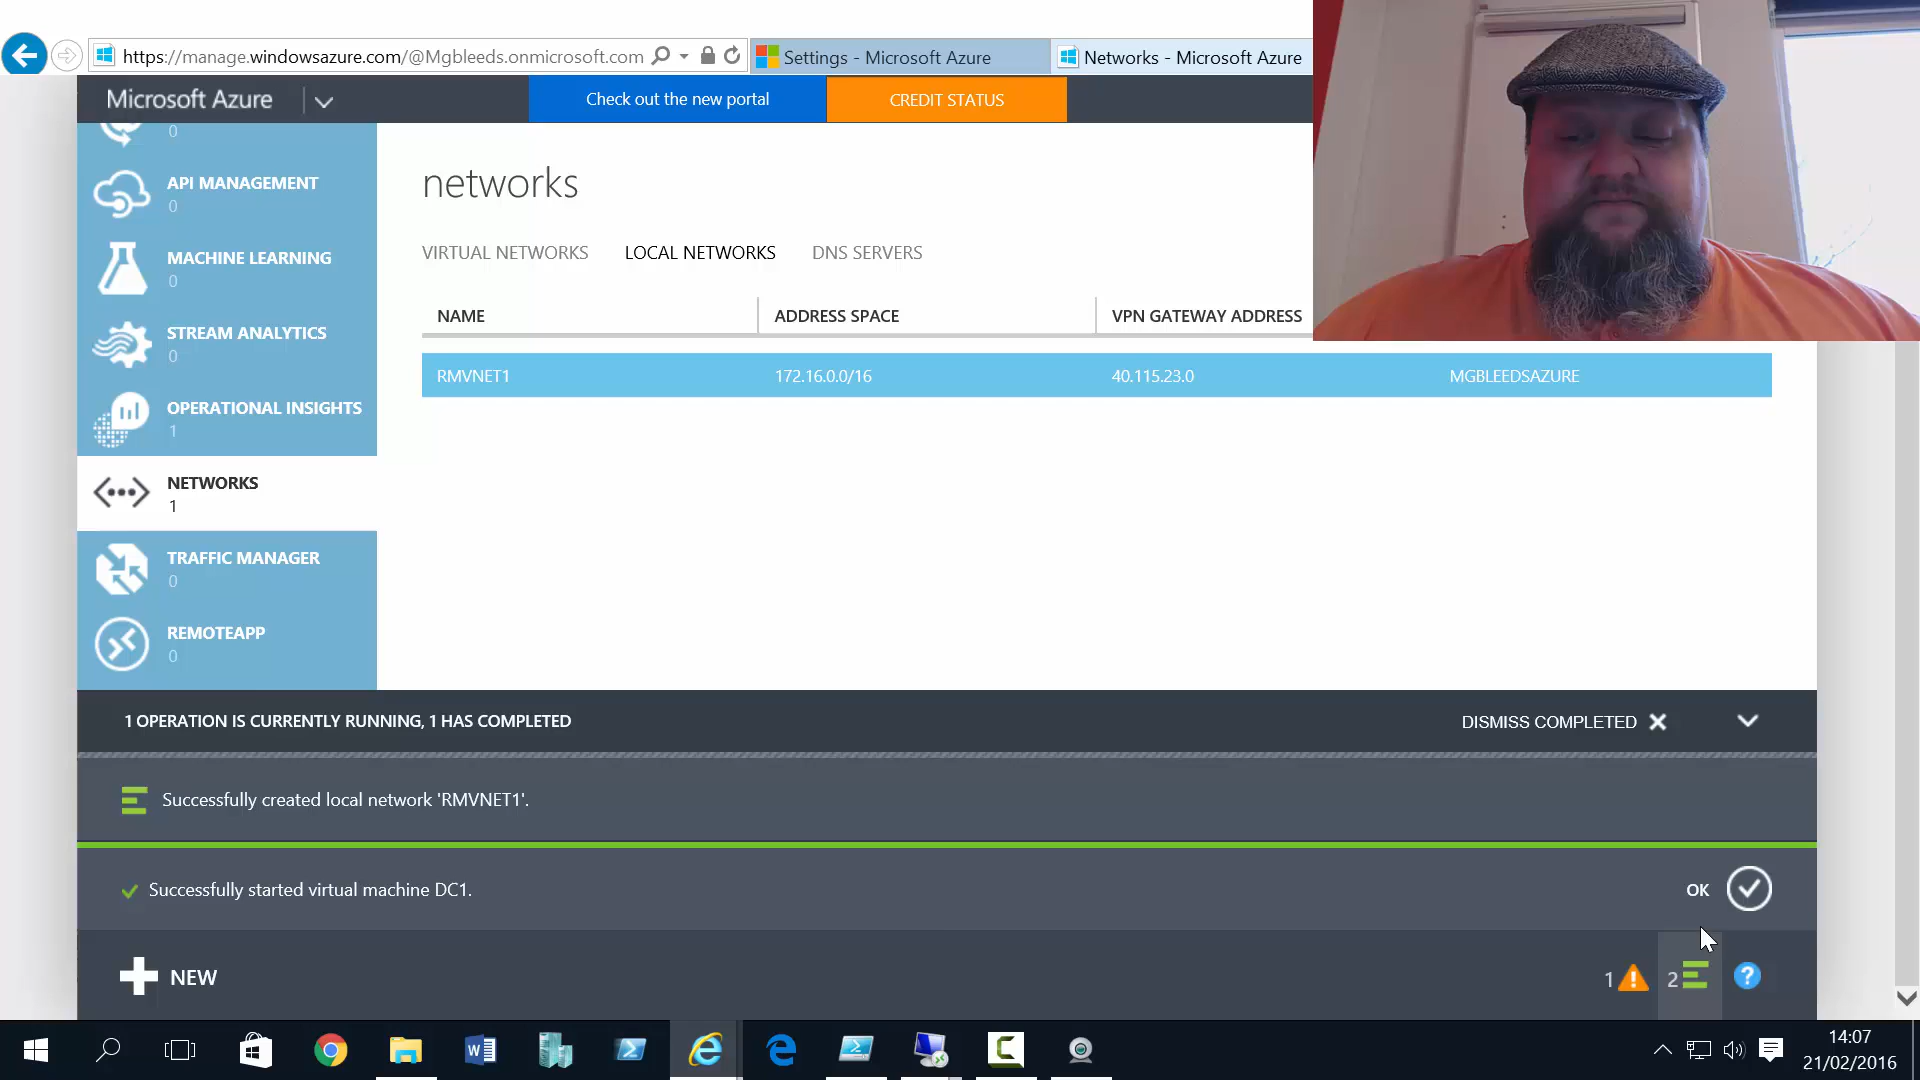 https://manage.windowsazure.com/@Mgbleeds.onmicrosoft.com
Settings - Microsoft Azure
Networks - Microsoft Azure
Microsoft Azure
Check out the new portal
CREDIT STATUS
0
API MANAGEMENT
0
MACHINE LEARNING
0
STREAM ANALYTICS
0
OPERATIONAL INSIGHTS
1
NETWORKS
1
TRAFFIC MANAGER
0
REMOTEAPP
0
networks
VIRTUAL NETWORKS LOCAL NETWORKS DNS SERVERS
NAME ADDRESS SPACE VPN GATEWAY ADDRESS
RMVNET1 172.16.0.0/16 40.115.23.0 MGBLEEDSAZURE
1 OPERATION IS CURRENTLY RUNNING, 1 HAS COMPLETED
DISMISS COMPLETED
Successfully created local network 'RMVNET1'.
Successfully started virtual machine DC1.
OK
NEW
1
2
14:07
21/02/2016